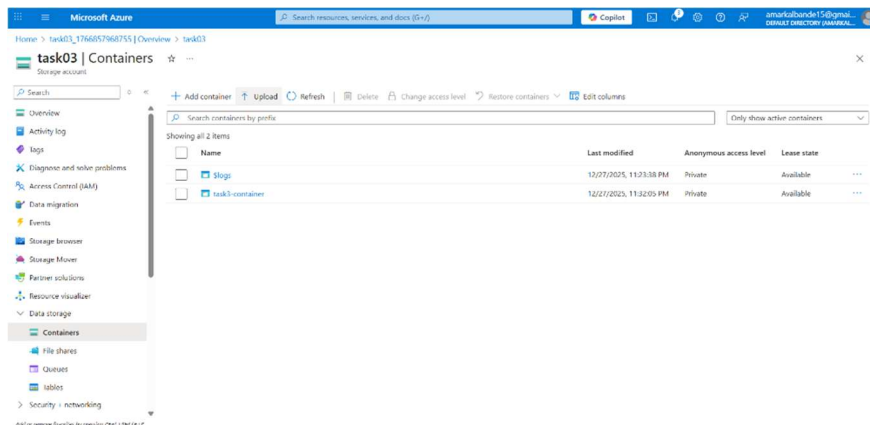 Microsoft Azure
Search resources, services, and docs (G+/)
Copilot
amarkalbande15@gmai...
DEFAULT DIRECTORY (AMARKAL...
Home > task03_1766857968755 | Overview > task03
task03 | Containers
Storage account
Search
Add container
Upload
Refresh
Delete
Change access level
Restore containers
Edit columns
Search containers by prefix
Only show active containers
Showing all 2 items
Name Last modified Anonymous access level Lease state
$logs 12/27/2025, 11:23:38 PM Private Available
task3-container 12/27/2025, 11:32:05 PM Private Available
Overview
Activity log
Tags
Diagnose and solve problems
Access Control (IAM)
Data migration
Events
Storage browser
Storage Mover
Partner solutions
Resource visualizer
Data storage
Containers
File shares
Queues
Tables
Security + networking